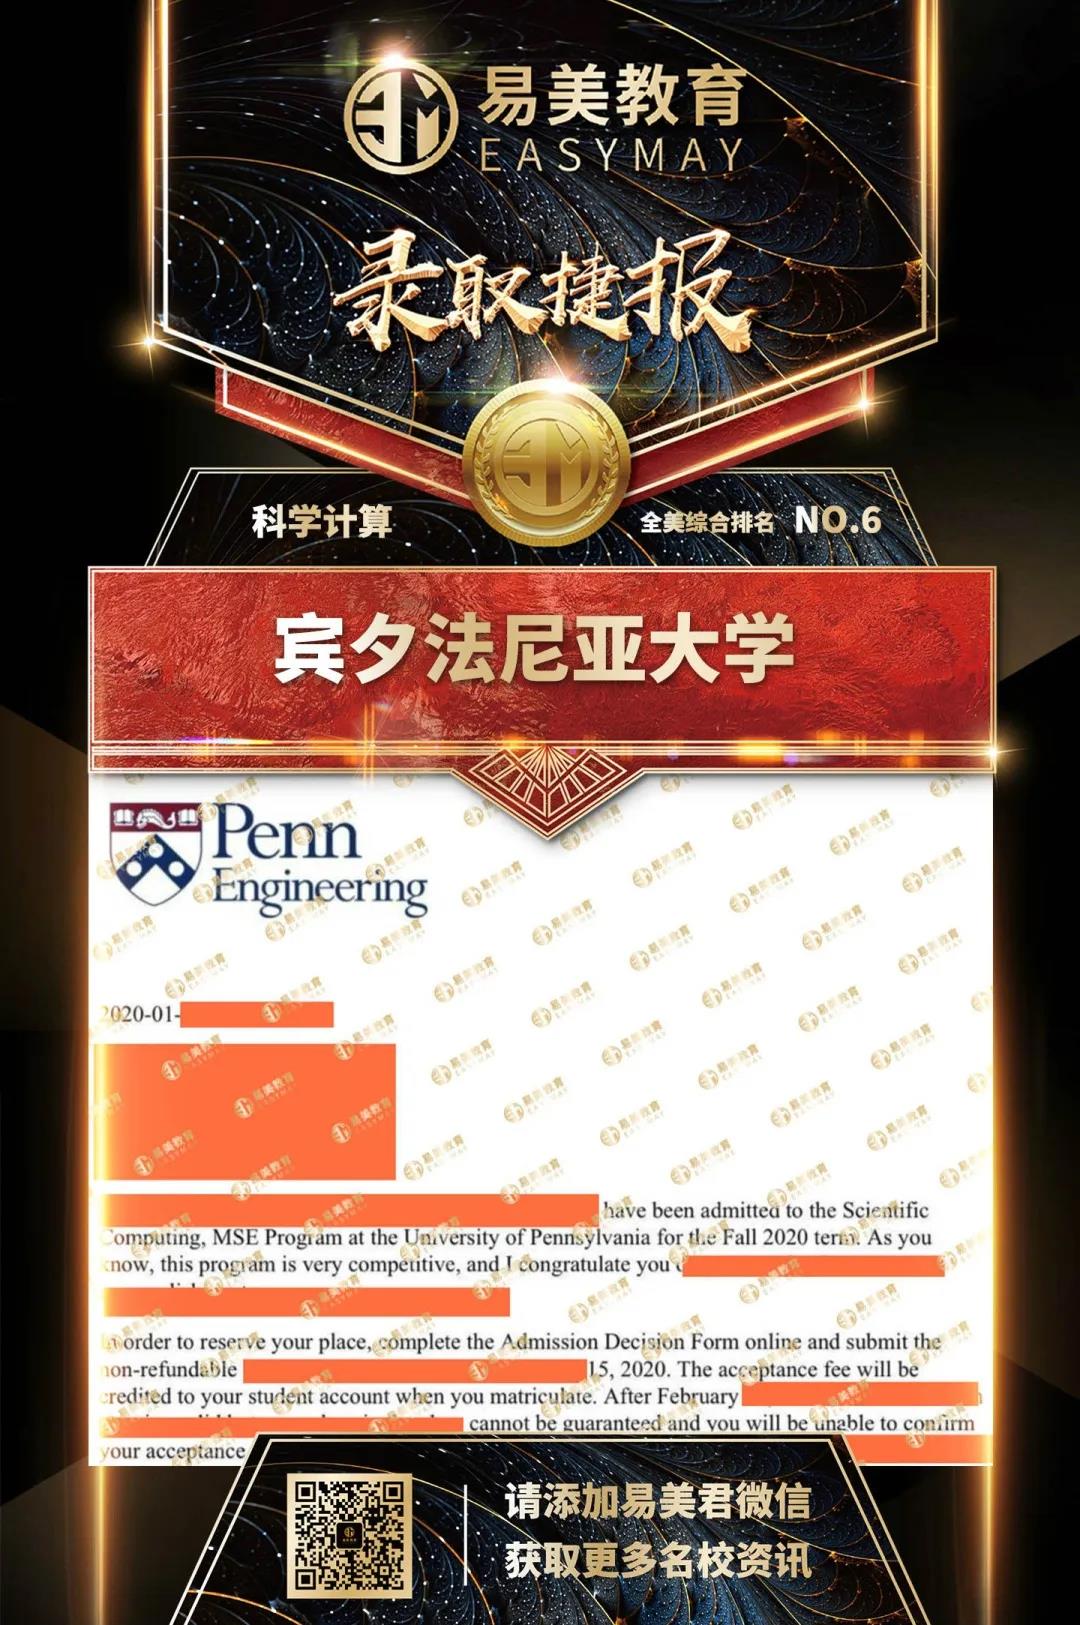 易美教育
EASYMAY
录取捷报
科学计算
全美综合排名 NO.6
宾夕法尼亚大学
Penn
Engineering
2020-01-
have been admitted to the Scientific
Computing, MSE Program at the University of Pennsylvania for the Fall 2020 term. As you
know, this program is very competitive, and I congratulate you
In order to reserve your place, complete the Admission Decision Form online and submit the
non-refundable 15, 2020. The acceptance fee will be
credited to your student account when you matriculate. After February
cannot be guaranteed and you will be unable to confirm
your acceptance
请添加易美君微信
获取更多名校资讯